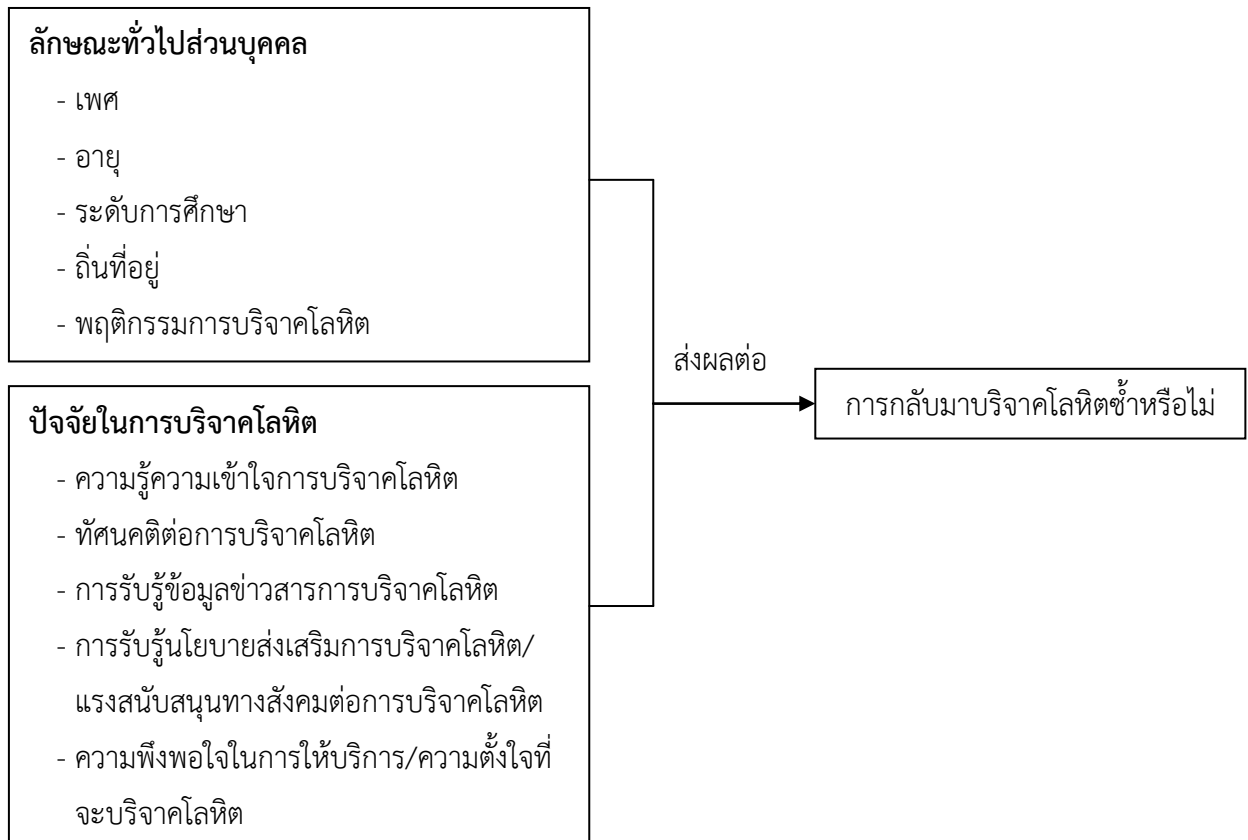 ลักษณะทั่วไปส่วนบุคคล
- เพศ
- อายุ
- ระดับการศึกษา
- ถิ่นที่อยู่
- พฤติกรรมการบริจาคโลหิต
ส่งผลต่อ
การกลับมาบริจาคโลหิตซ้ำหรือไม่
ปัจจัยในการบริจาคโลหิต
- ความรู้ความเข้าใจการบริจาคโลหิต
- ทัศนคติต่อการบริจาคโลหิต
- การรับรู้ข้อมูลข่าวสารการบริจาคโลหิต
- การรับรู้นโยบายส่งเสริมการบริจาคโลหิต/
แรงสนับสนุนทางสังคมต่อการบริจาคโลหิต
- ความพึงพอใจในการให้บริการ/ความตั้งใจที่
จะบริจาคโลหิต